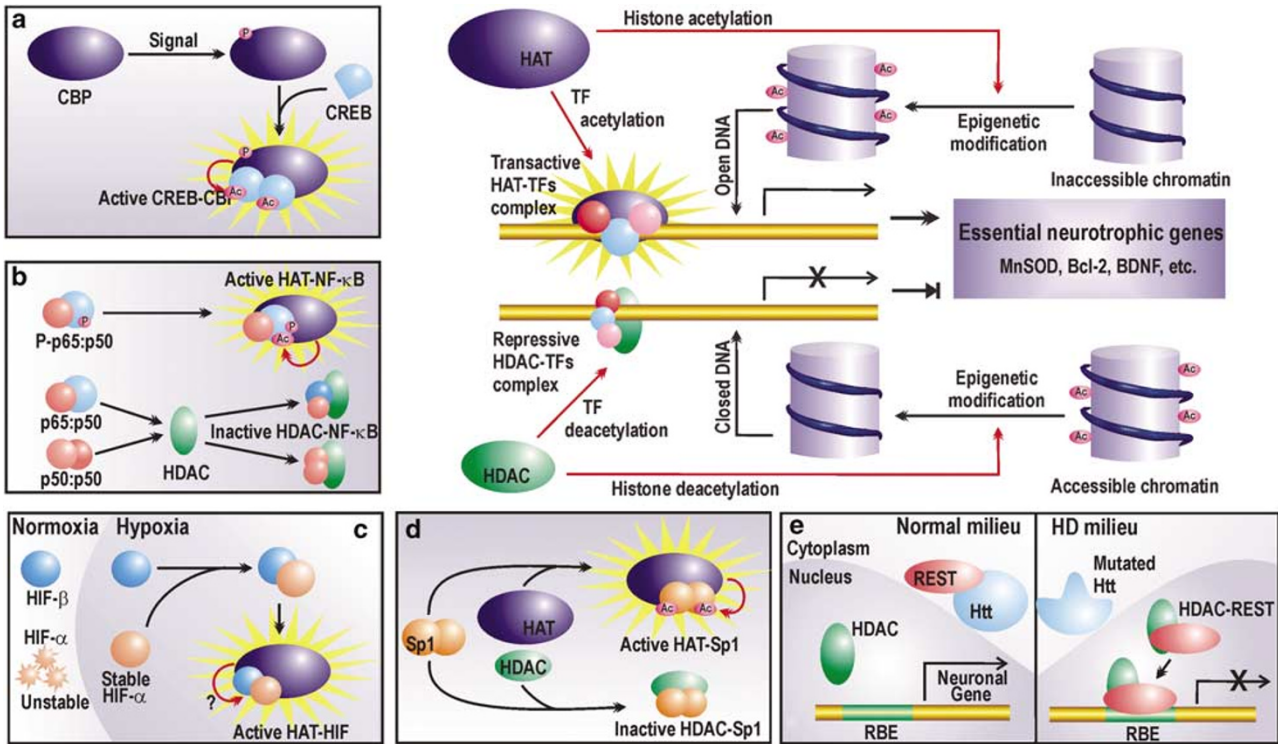 a
P
Signal
CBP
CREB
P
Active CREB-CBP
Ac
Ac
b
Active HAT-NF-κB
P
P
Ac
P-p65:p50
p65:p50
Inactive HDAC-NF-κB
p50:p50
HDAC
Histone acetylation
HAT
TF
acetylation
Ac
Ac
Ac
Ac
Open DNA
Epigenetic
modification
Inaccessible chromatin
Transactive
HAT-TFs
complex
Essential neurotrophic genes
MnSOD, Bcl-2, BDNF, etc.
X
Repressive
HDAC-TFs
complex
Closed DNA
TF
deacetylation
Epigenetic
modification
Ac
Ac
Ac
Ac
HDAC
Histone deacetylation
Accessible chromatin
Normoxia
Hypoxia
c
HIF-β
HIF-α
Unstable
Stable
HIF-α
?
Active HAT-HIF
d
Sp1
HAT
HDAC
Ac
Ac
Active HAT-Sp1
Inactive HDAC-Sp1
e
Normal milieu
HD milieu
Cytoplasm
Nucleus
REST
Htt
HDAC
Neuronal
Gene
RBE
Mutated
Htt
HDAC-REST
X
RBE